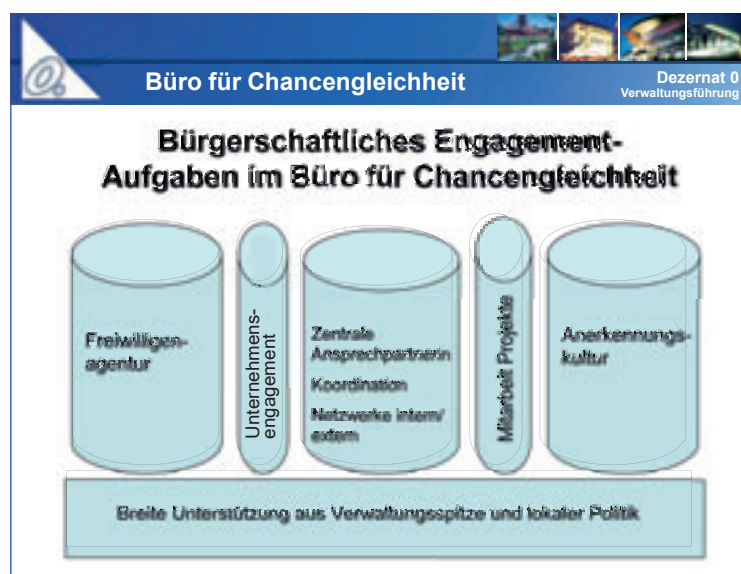 Büro für Chancengleichheit
Dezernat 0
Verwaltungsführung
Bürgerschaftliches Engagement-
Aufgaben im Büro für Chancengleichheit
Freiwilligen-
agentur
Unternehmens-
engagement
Zentrale
Ansprechpartnerin
Koordination
Netzwerke intern/
extern
Mitarbeit Projekte
Anerkennungs-
kultur
Breite Unterstützung aus Verwaltungsspitze und lokaler Politik